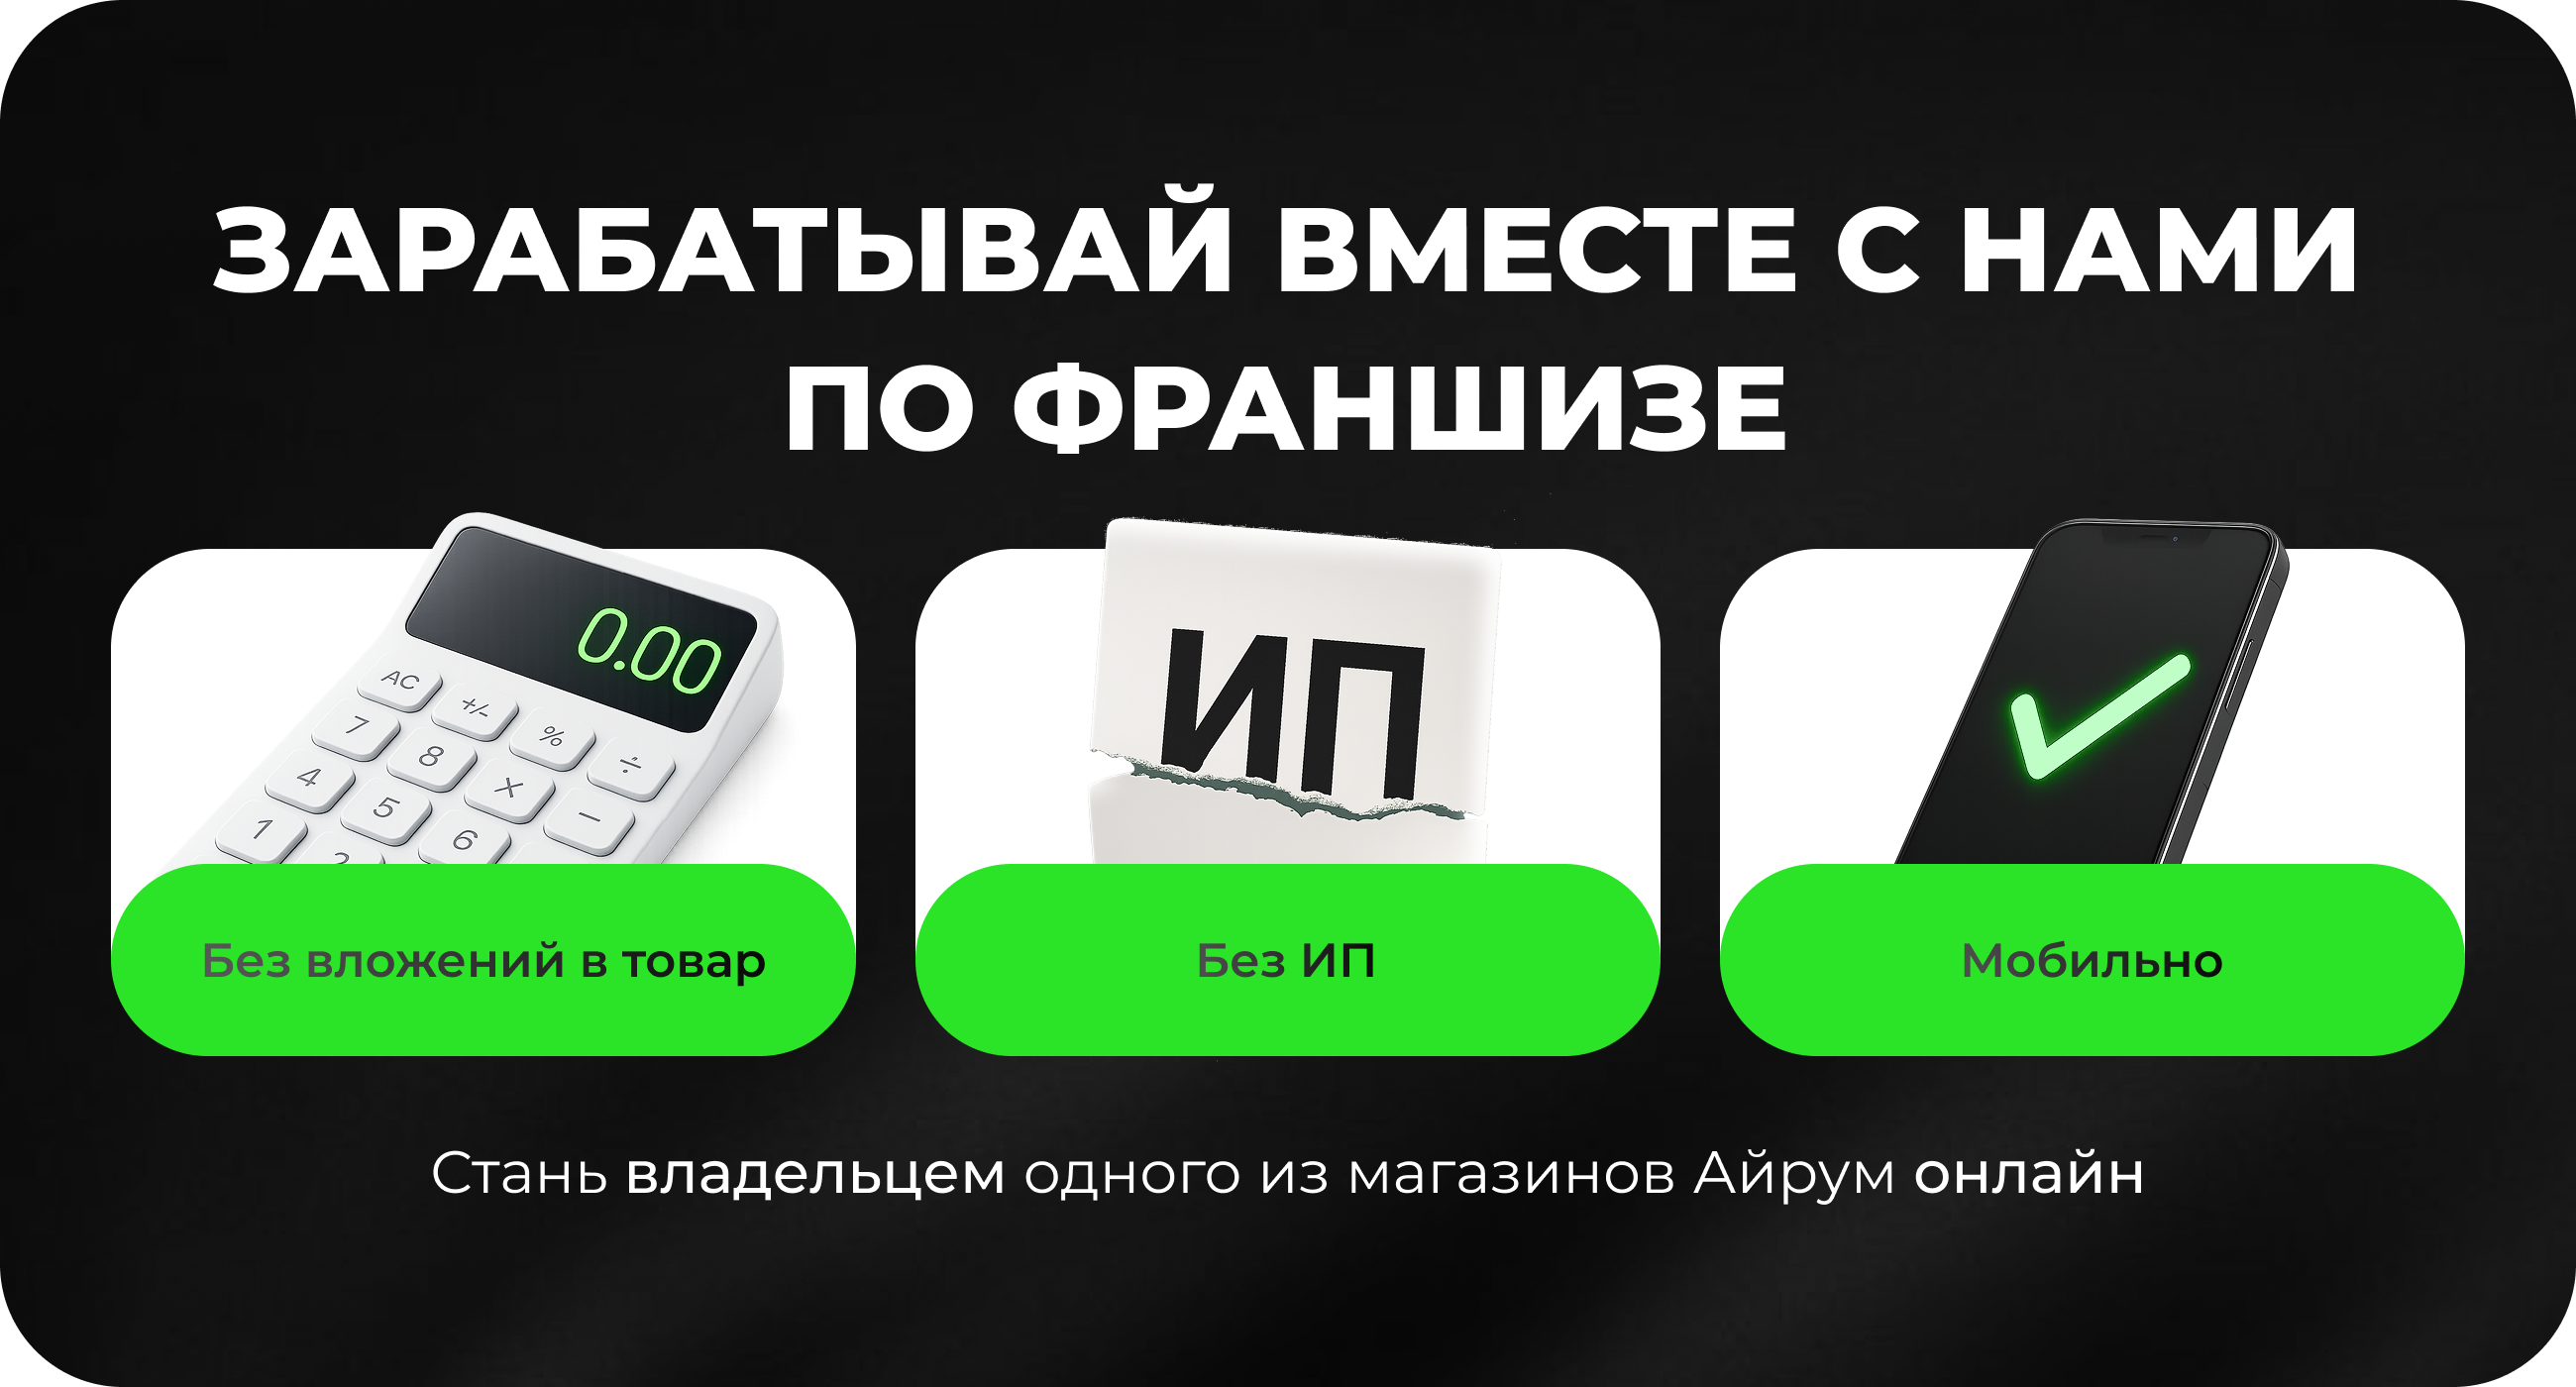 ЗАРАБАТЫВАЙ ВМЕСТЕ С НАМИ
ПО ФРАНШИЗЕ
0.00
AC +/- % ÷
7 8 × −
4 5 6
1 2
ИП
Без вложений в товар
Без ИП
Мобильно
Стань владельцем одного из магазинов Айрум онлайн